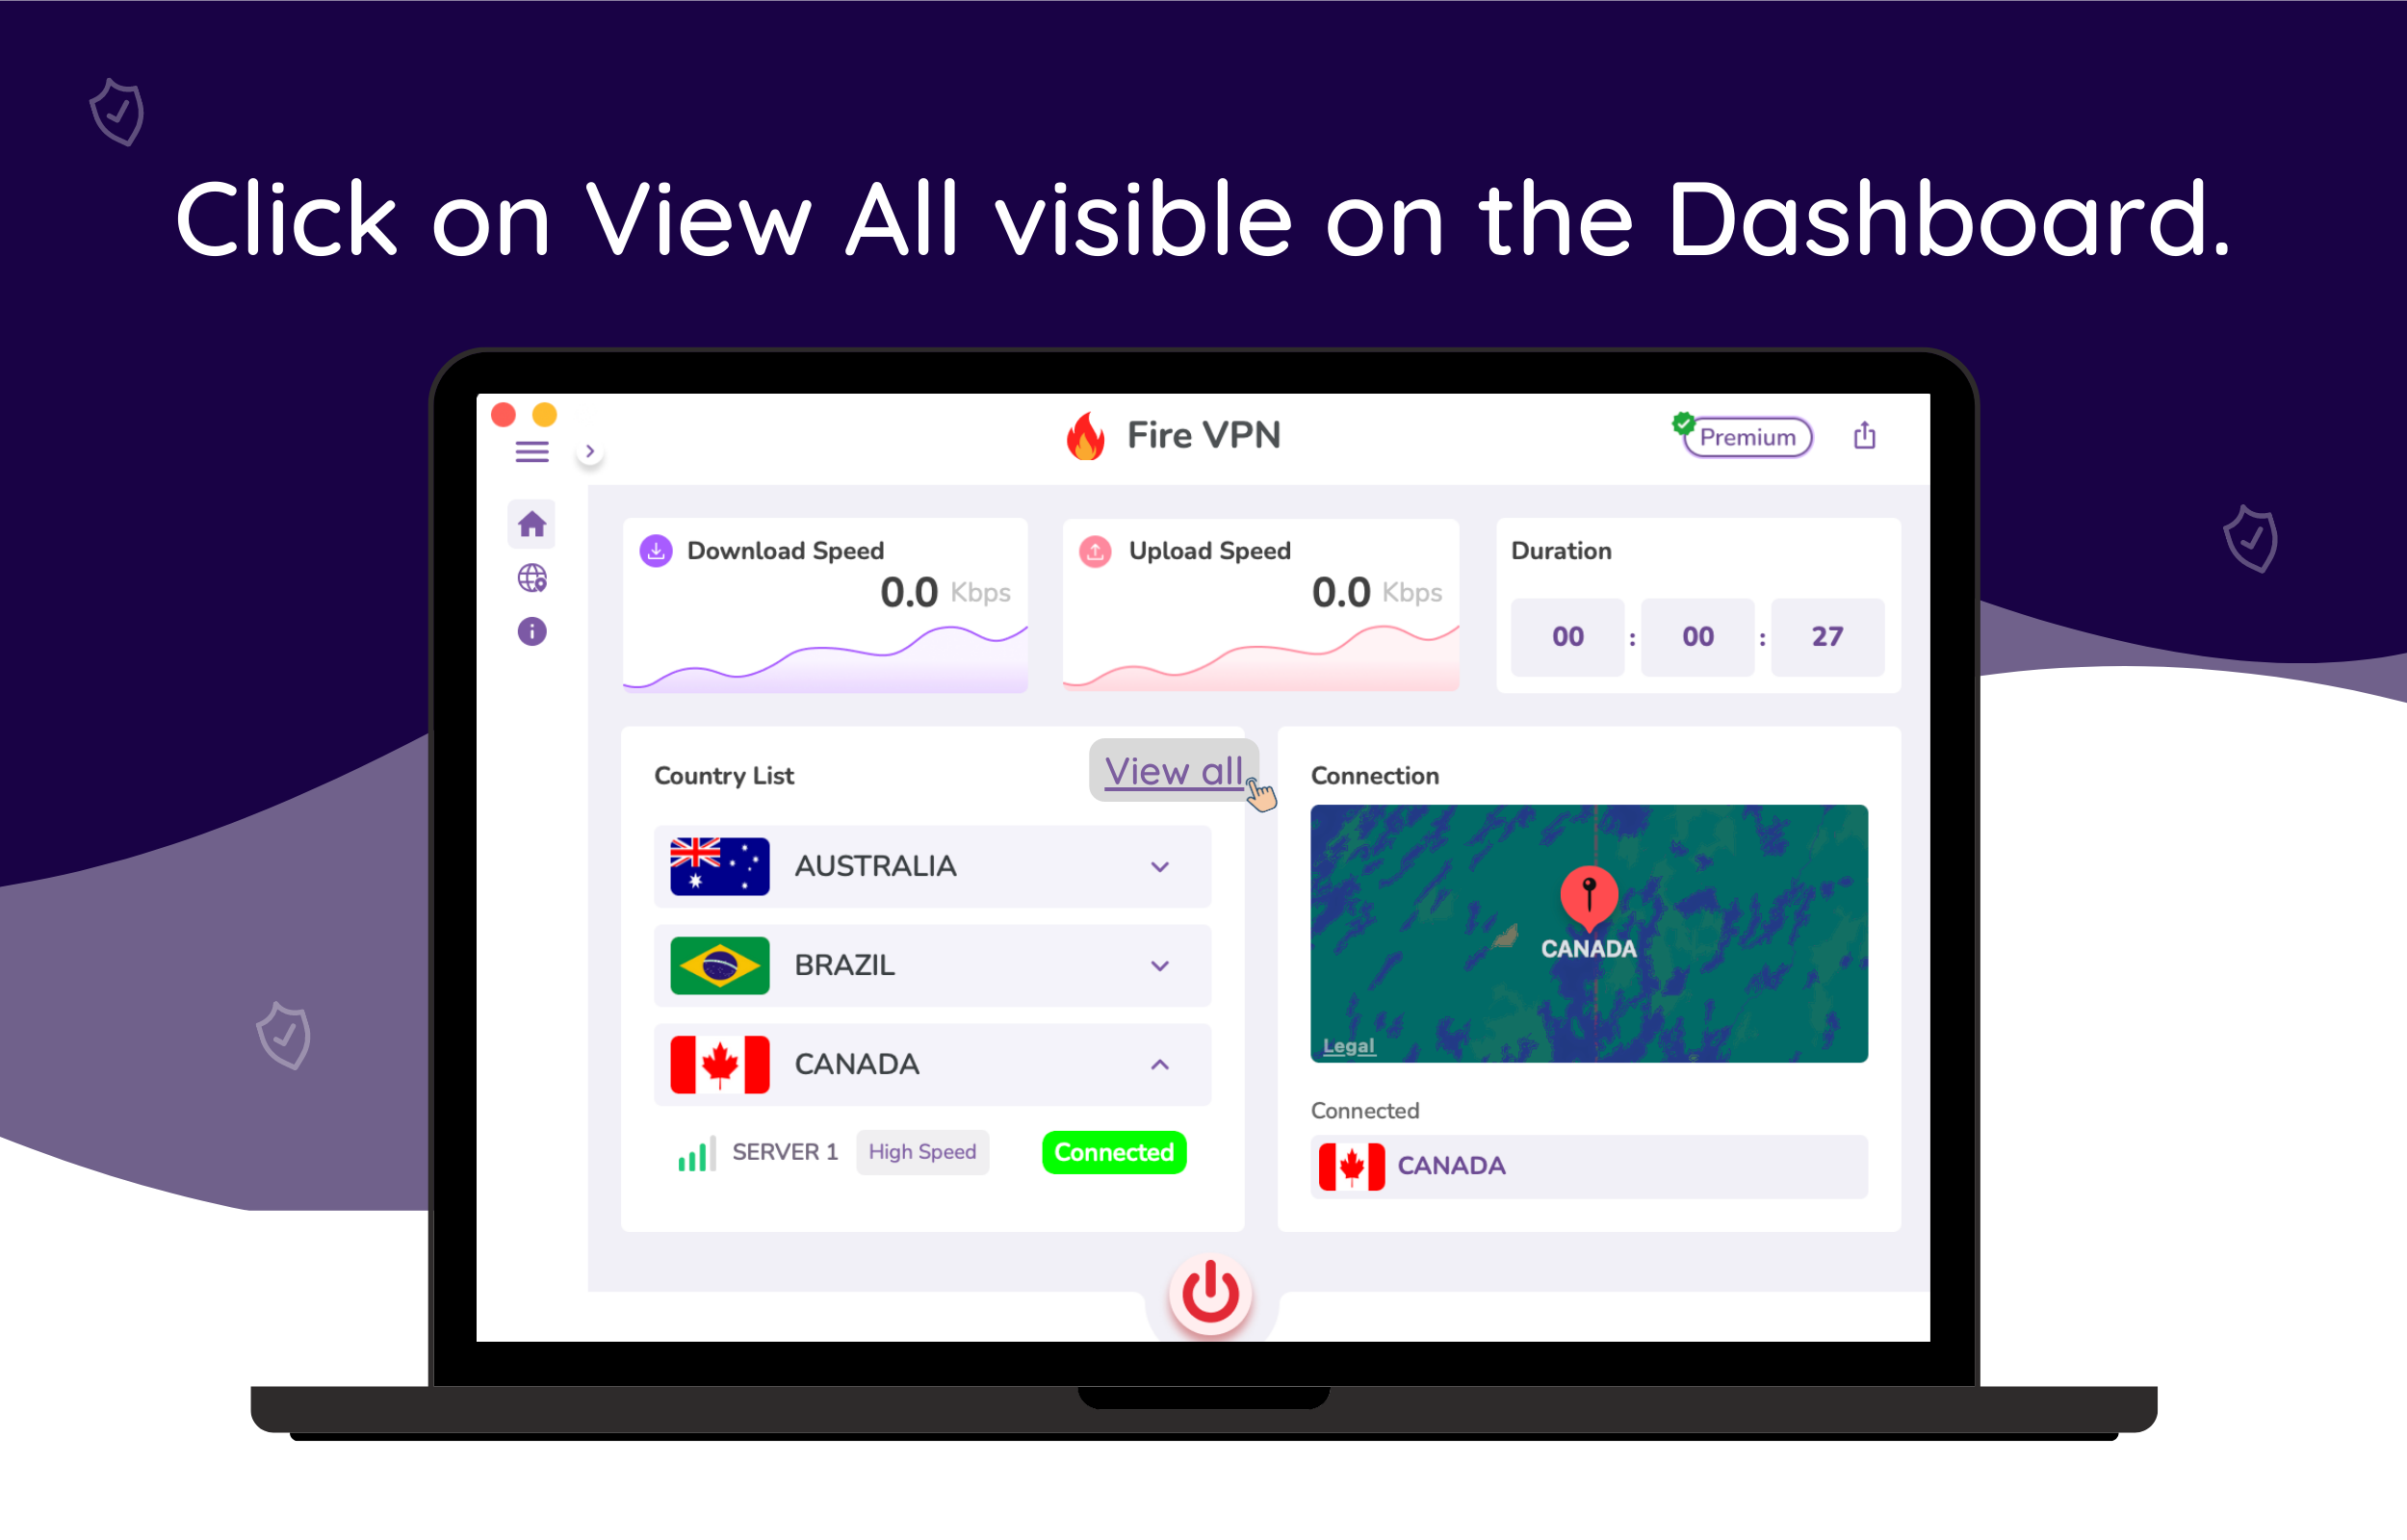 Click on View All visible on the Dashboard.
Fire VPN
Premium
Download Speed
0.0 Kbps
Upload Speed
0.0 Kbps
Duration
00 : 00 : 27
Country List
View all
AUSTRALIA
BRAZIL
CANADA
SERVER 1 High Speed Connected
Connection
CANADA
Legal
Connected
CANADA